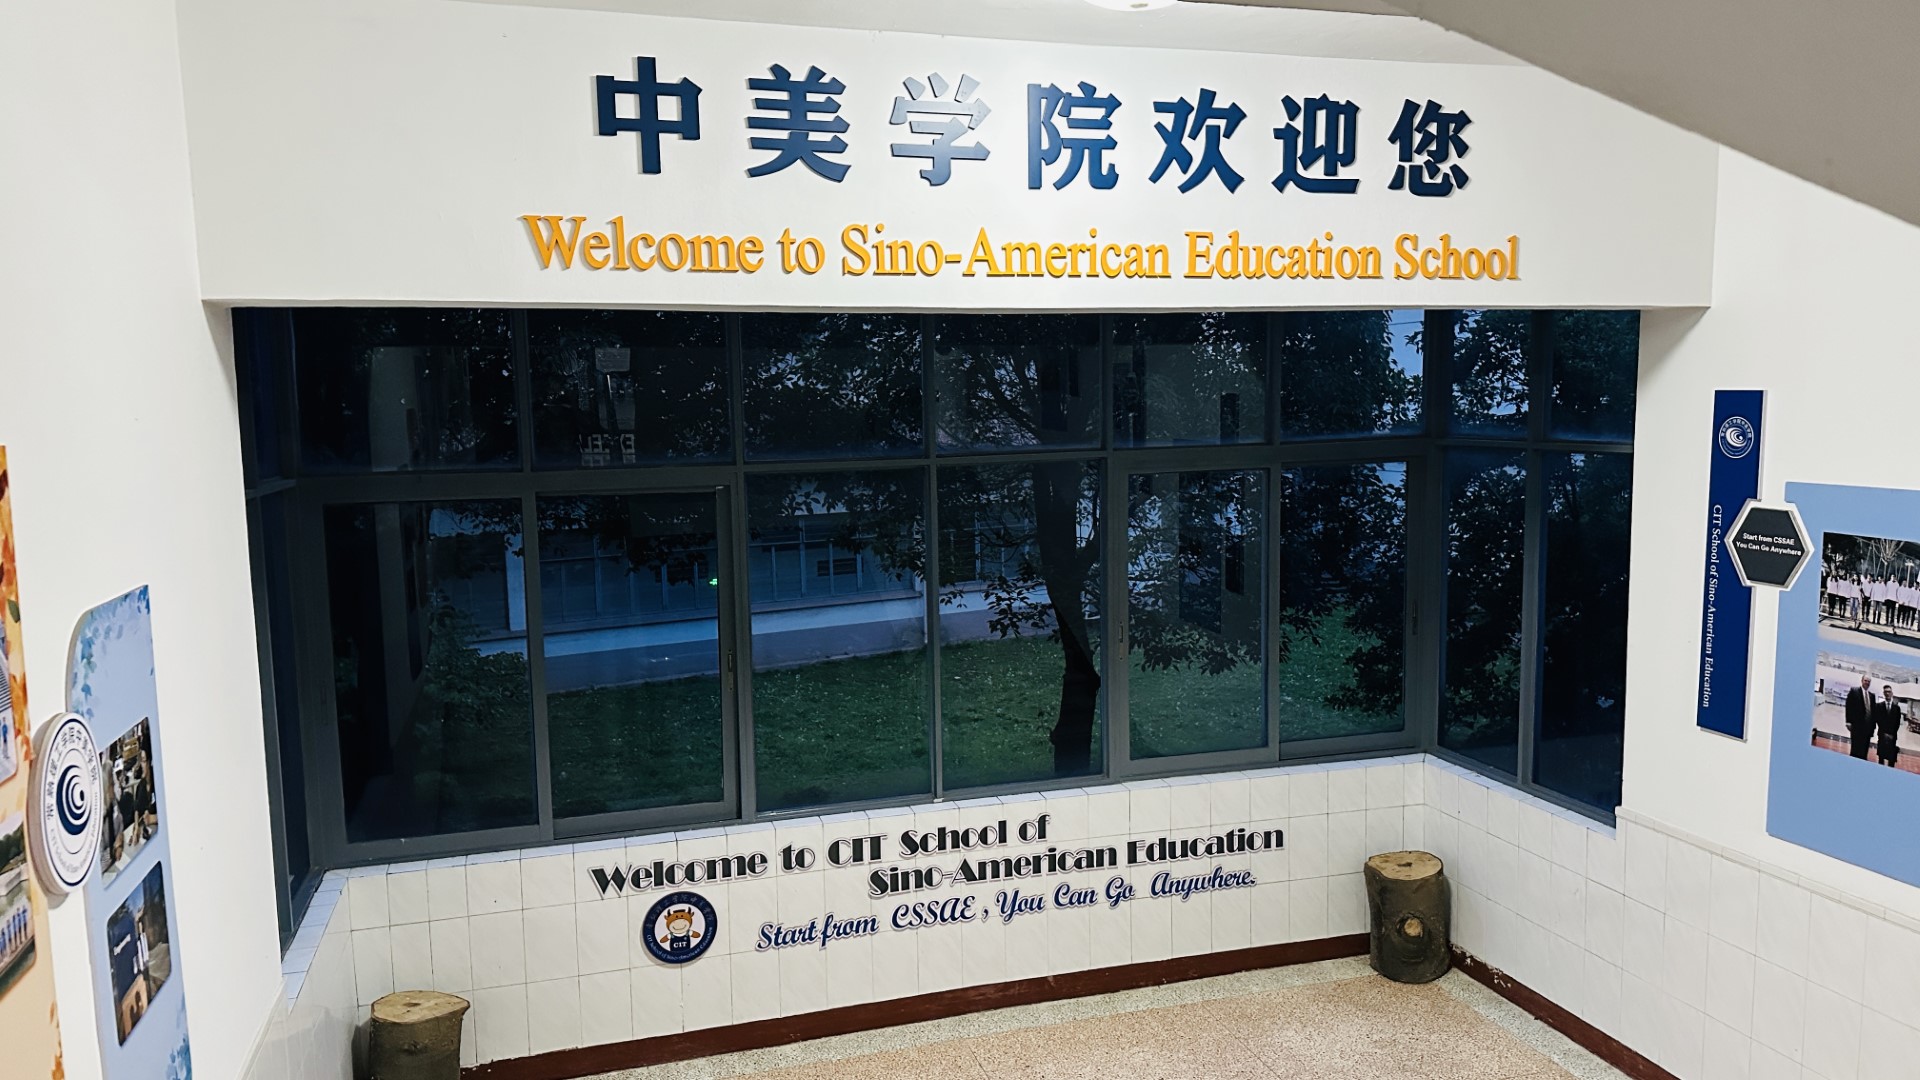 中美学院欢迎您
Welcome to Sino-American Education School
CIT School of Sino-American Education
Start from CSSAE
You Can Go Anywhere
Welcome to CIT School of
Sino-American Education
Start from CSSAE, You Can Go Anywhere.
CIT